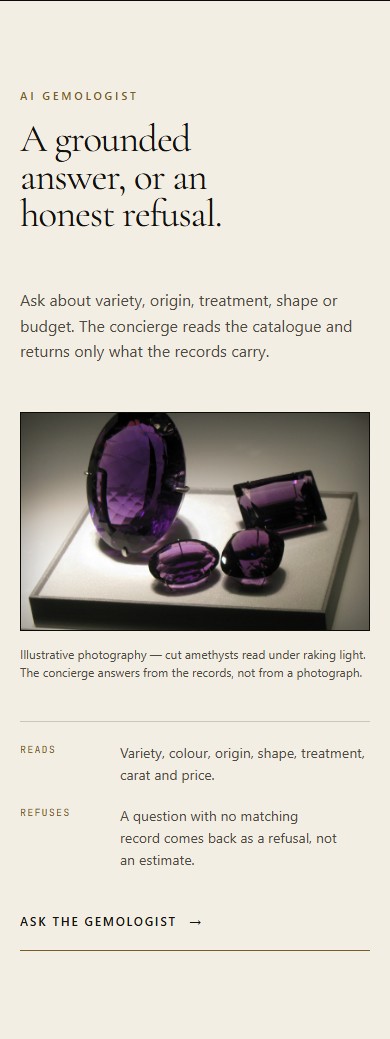 AI GEMOLOGIST
A grounded
answer, or an
honest refusal.
Ask about variety, origin, treatment, shape or
budget. The concierge reads the catalogue and
returns only what the records carry.
Illustrative photography — cut amethysts read under raking light.
The concierge answers from the records, not from a photograph.
READS
Variety, colour, origin, shape, treatment,
carat and price.
REFUSES
A question with no matching
record comes back as a refusal, not
an estimate.
ASK THE GEMOLOGIST →